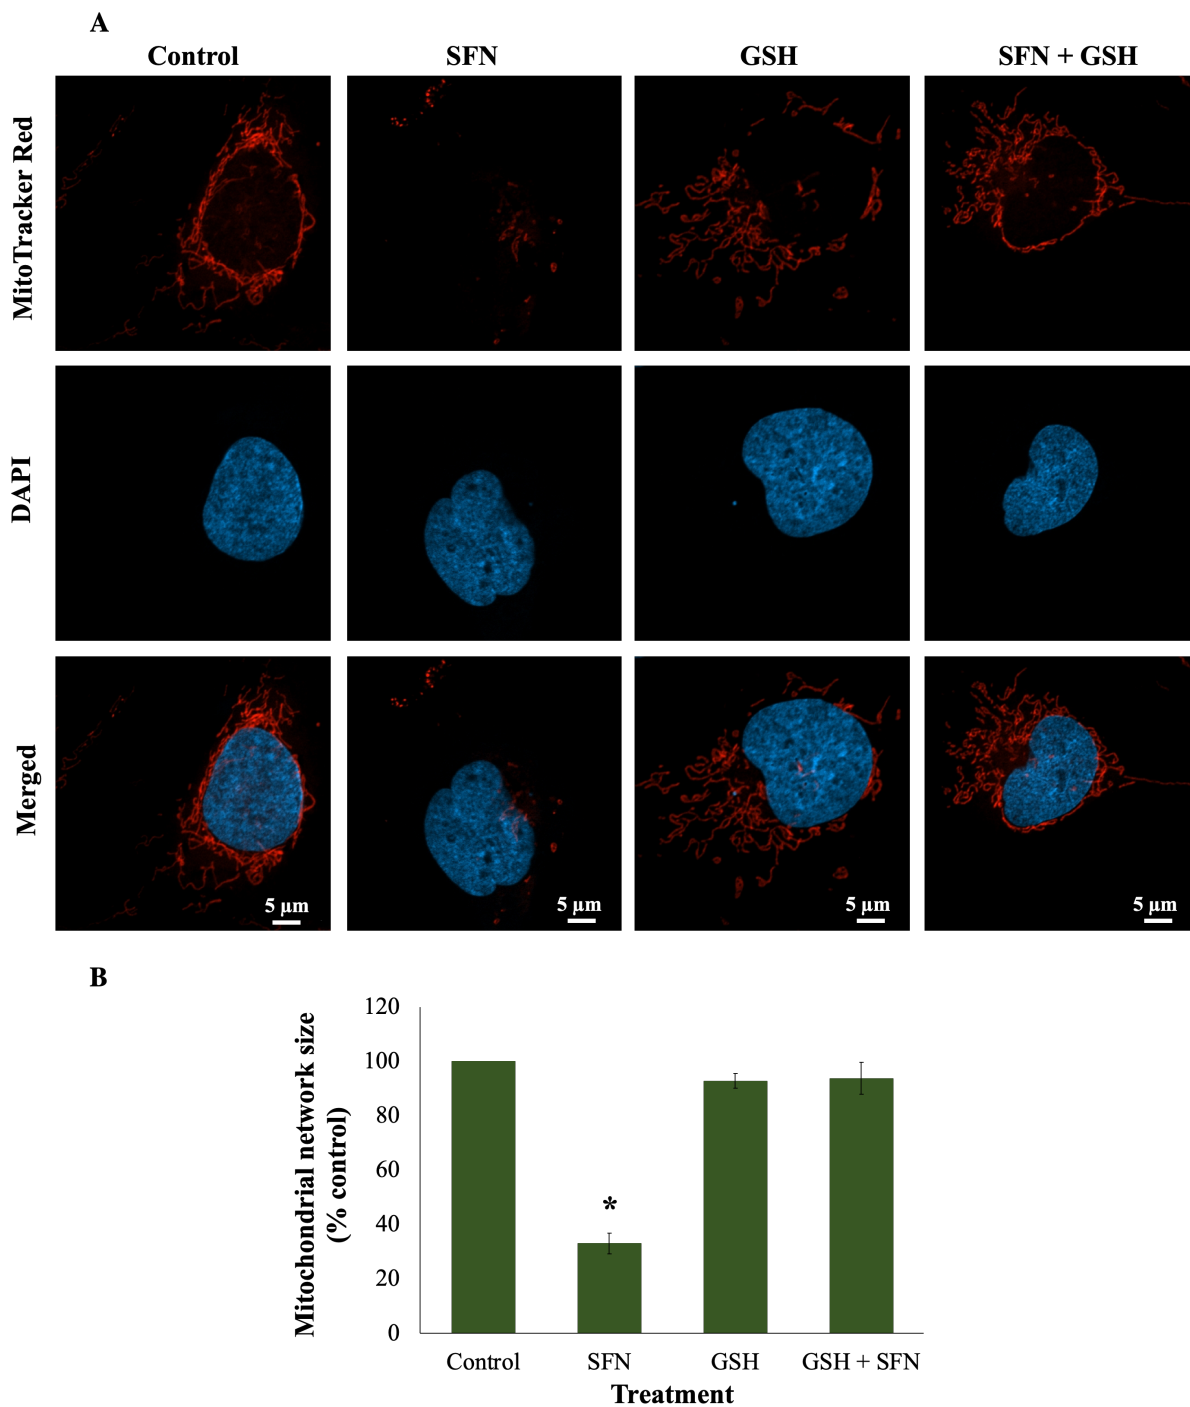 A
Control SFN GSH SFN + GSH
MitoTracker Red
DAPI
Merged
5 µm 5 µm 5 µm 5 µm
B
Mitochondrial network size
(% control)
120
100
80
60
40
20
0
*
Control SFN GSH GSH + SFN
Treatment